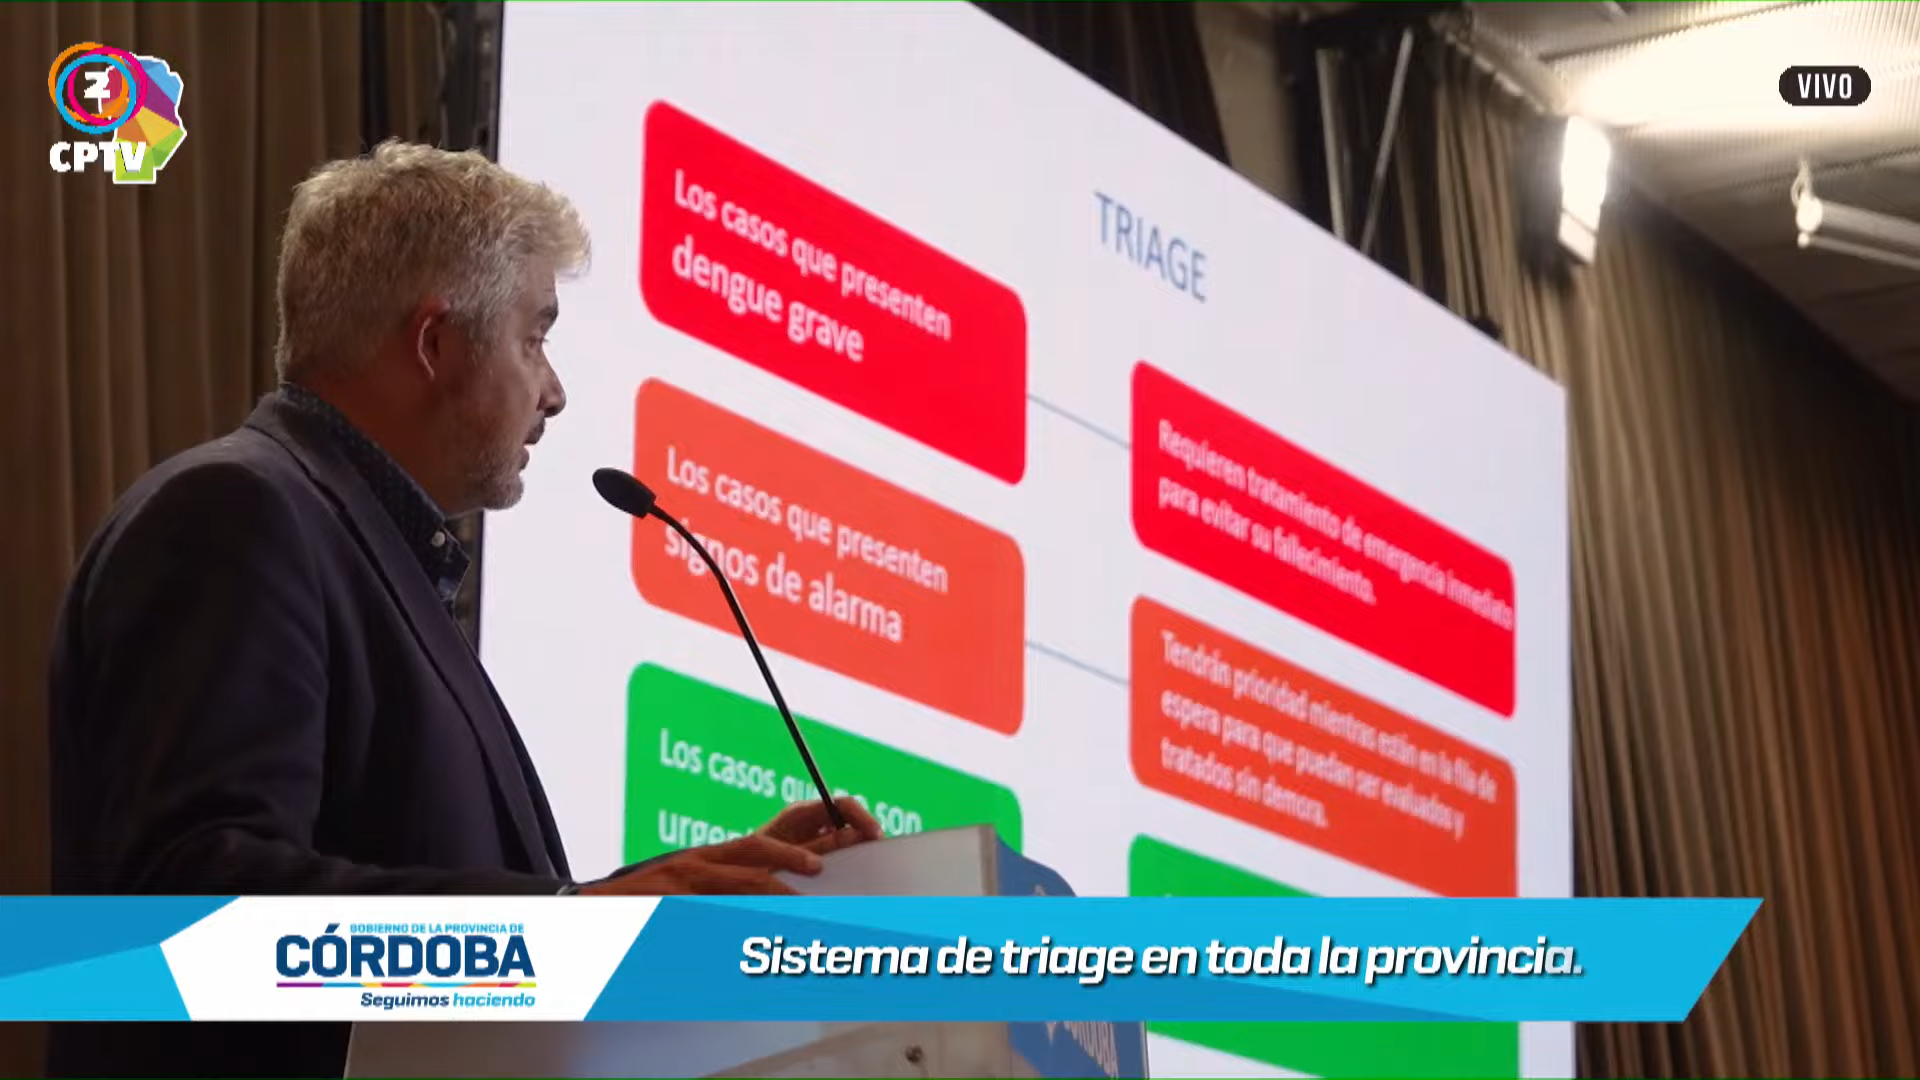 Z
CPTV
VIVO
TRIAGE
Los casos que presenten
dengue grave
Requieren tratamiento de emergencia inmediato
para evitar su fallecimiento.
Los casos que presenten
signos de alarma
Tendrán prioridad mientras están en la fila de
espera para que puedan ser evaluados y
tratados sin demora.
Los casos que no son
GOBIERNO DE LA PROVINCIA DE
CÓRDOBA
Seguimos haciendo
Sistema de triage en toda la provincia.
CÓRDOBA